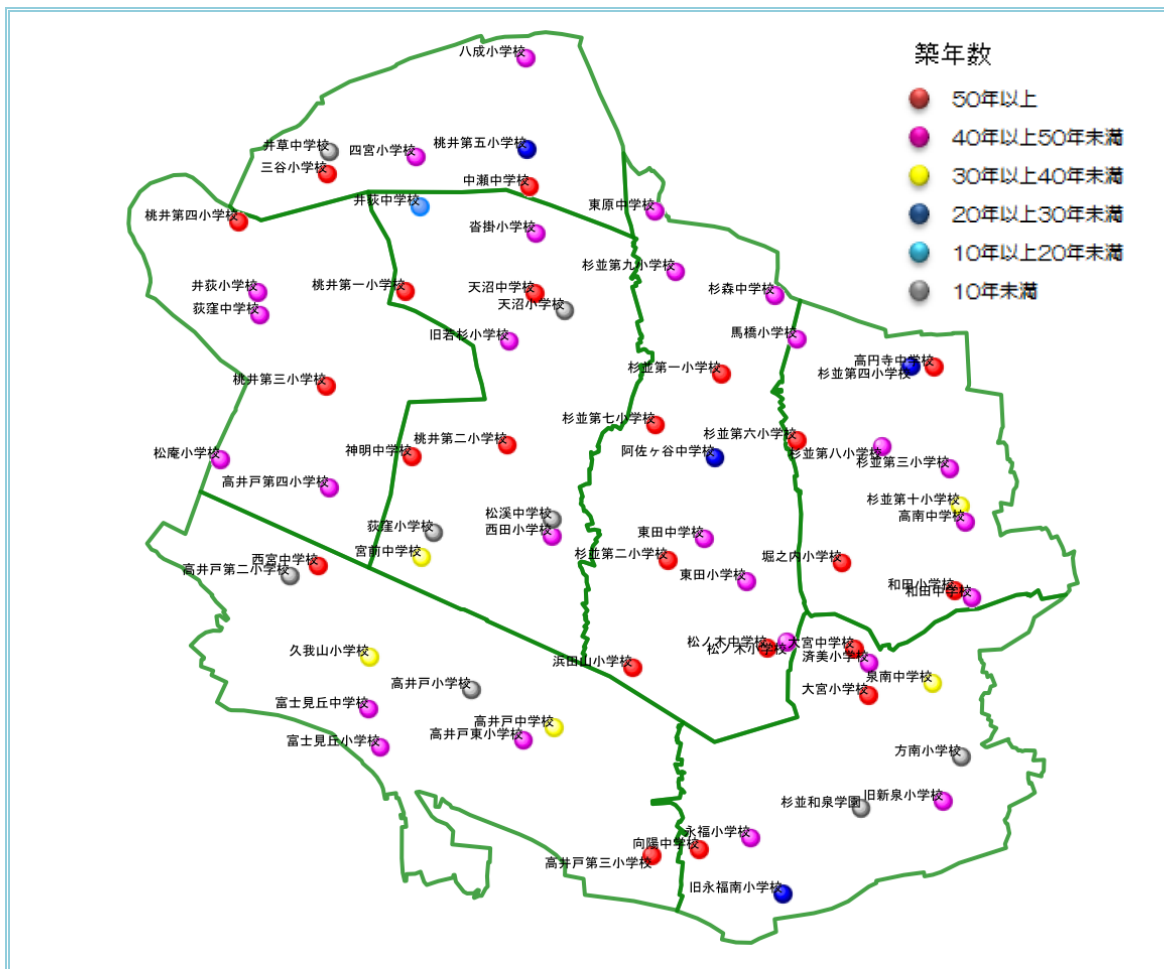 築年数
50年以上
40年以上50年未満
30年以上40年未満
20年以上30年未満
10年以上20年未満
10年未満
八成小学校
井草中学校
四宮小学校
桃井第五小学校
三谷小学校
中瀬中学校
井荻中学校
東原中学校
桃井第四小学校
沓掛小学校
杉並第九小学校
井荻小学校
桃井第一小学校
天沼中学校
天沼小学校
杉森中学校
荻窪中学校
旧若杉小学校
馬橋小学校
高円寺中学校
杉並第四小学校
杉並第一小学校
桃井第三小学校
杉並第七小学校
杉並第六小学校
桃井第二小学校
神明中学校
阿佐ヶ谷中学校
杉並第八小学校
杉並第三小学校
松庵小学校
高井戸第四小学校
杉並第十小学校
高南中学校
松溪中学校
荻窪小学校
西田小学校
東田中学校
宮前中学校
杉並第二小学校
堀之内小学校
西宮中学校
高井戸第二小学校
東田小学校
和田小学校
和田中学校
松ノ木中学校
松ノ木小学校
大宮中学校
済美小学校
久我山小学校
浜田山小学校
泉南中学校
高井戸小学校
大宮小学校
富士見丘中学校
高井戸中学校
高井戸東小学校
富士見丘小学校
方南小学校
旧新泉小学校
杉並和泉学園
永福小学校
向陽中学校
高井戸第三小学校
旧永福南小学校